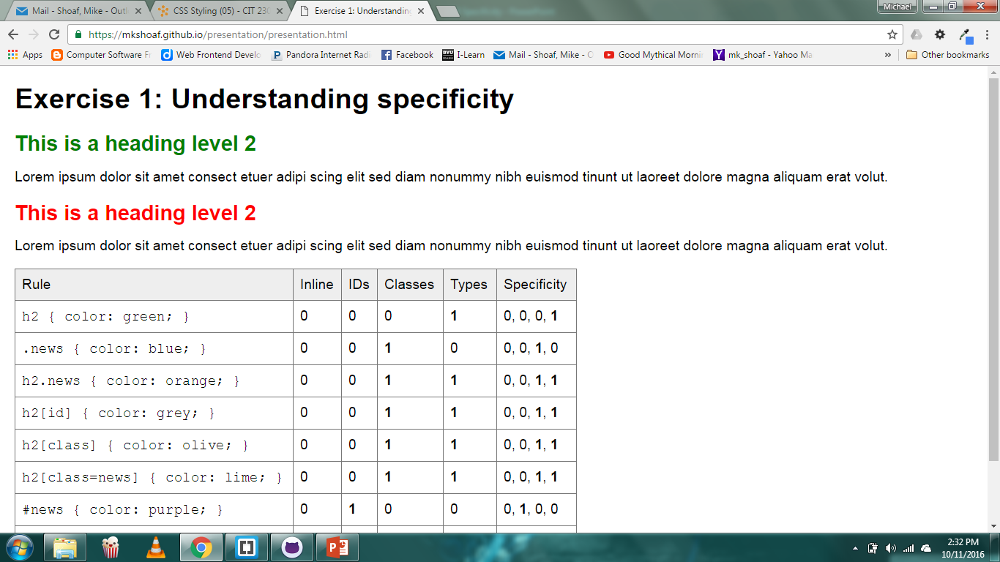 Mail - Shoaf, Mike - Outl
CSS Styling (05) - CIT 230
Exercise 1: Understanding
Michael
https://mkshoaf.github.io/presentation/presentation.html
Apps
Computer Software Fr
Web Frontend Develo
Pandora Internet Radi
Facebook
BYU
I-Learn
Mail - Shoaf, Mike - O
Good Mythical Mornin
mk_shoaf - Yahoo Ma
»
Other bookmarks
Exercise 1: Understanding specificity
This is a heading level 2
Lorem ipsum dolor sit amet consect etuer adipi scing elit sed diam nonummy nibh euismod tinunt ut laoreet dolore magna aliquam erat volut.
This is a heading level 2
Lorem ipsum dolor sit amet consect etuer adipi scing elit sed diam nonummy nibh euismod tinunt ut laoreet dolore magna aliquam erat volut.
Rule Inline IDs Classes Types Specificity
h2 { color: green; } 0 0 0 1 0, 0, 0, 1
.news { color: blue; } 0 0 1 0 0, 0, 1, 0
h2.news { color: orange; } 0 0 1 1 0, 0, 1, 1
h2[id] { color: grey; } 0 0 1 1 0, 0, 1, 1
h2[class] { color: olive; } 0 0 1 1 0, 0, 1, 1
h2[class=news] { color: lime; } 0 0 1 1 0, 0, 1, 1
#news { color: purple; } 0 1 0 0 0, 1, 0, 0
2:32 PM
10/11/2016